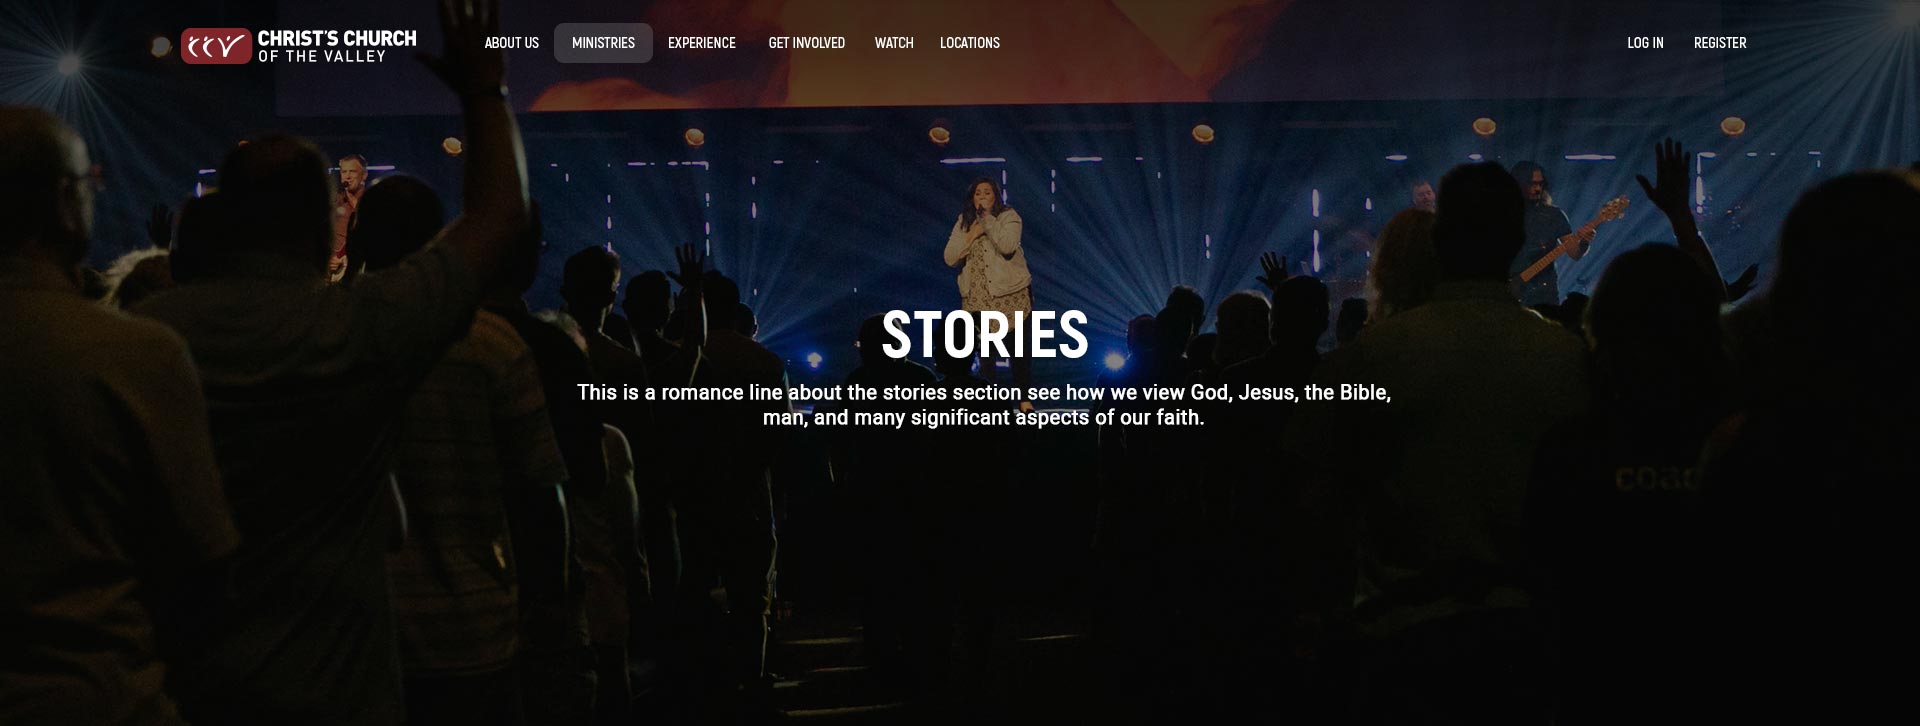 CCV CHRIST'S CHURCH
OF THE VALLEY
ABOUT US MINISTRIES EXPERIENCE GET INVOLVED WATCH LOCATIONS LOG IN REGISTER
STORIES
This is a romance line about the stories section see how we view God, Jesus, the Bible,
man, and many significant aspects of our faith.